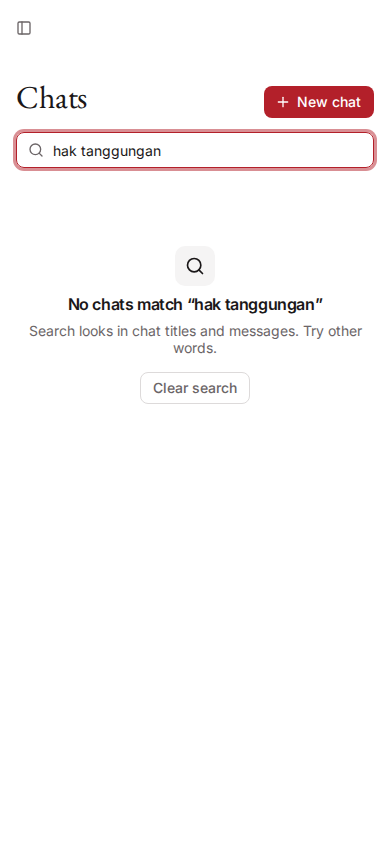 Chats
New chat
hak tanggungan
No chats match “hak tanggungan”
Search looks in chat titles and messages. Try other
words.
Clear search